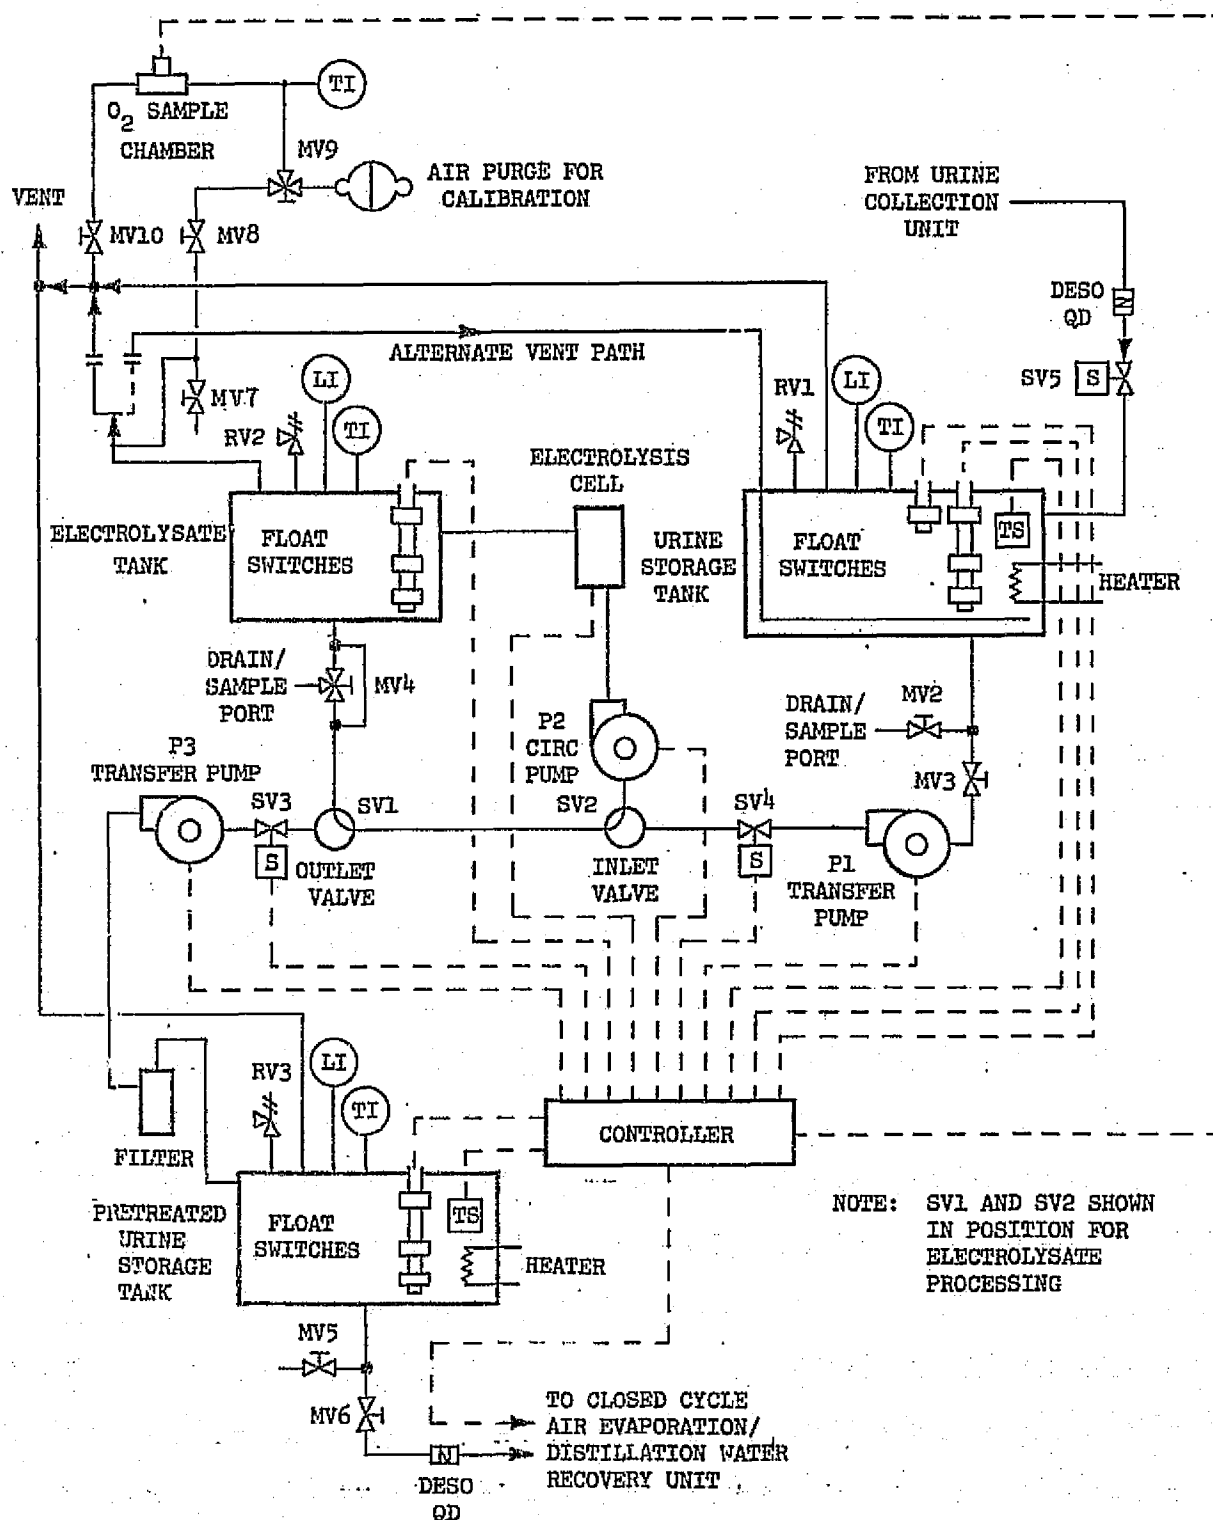 TI
O2 SAMPLE
CHAMBER
MV9
AIR PURGE FOR
CALIBRATION
FROM URINE
COLLECTION
UNIT
VENT
MV10
MV8
DESO
QD
N
ALTERNATE VENT PATH
SV5
S
LI
MV7
RV2
TI
RV1
LI
TI
ELECTROLYSIS
CELL
ELECTROLYSATE
TANK
FLOAT
SWITCHES
URINE
STORAGE
TANK
FLOAT
SWITCHES
TS
HEATER
DRAIN/
SAMPLE
PORT
MV4
P2
CIRC
PUMP
DRAIN/
SAMPLE
PORT
MV2
MV3
P3
TRANSFER PUMP
SV3
SV1
SV2
SV4
S
OUTLET
VALVE
INLET
VALVE
S
P1
TRANSFER
PUMP
RV3
LI
TI
FILTER
CONTROLLER
PRETREATED
URINE
STORAGE
TANK
FLOAT
SWITCHES
TS
HEATER
NOTE: SV1 AND SV2 SHOWN
IN POSITION FOR
ELECTROLYSATE
PROCESSING
MV5
MV6
N
DESO
QD
TO CLOSED CYCLE
AIR EVAPORATION/
DISTILLATION WATER
RECOVERY UNIT